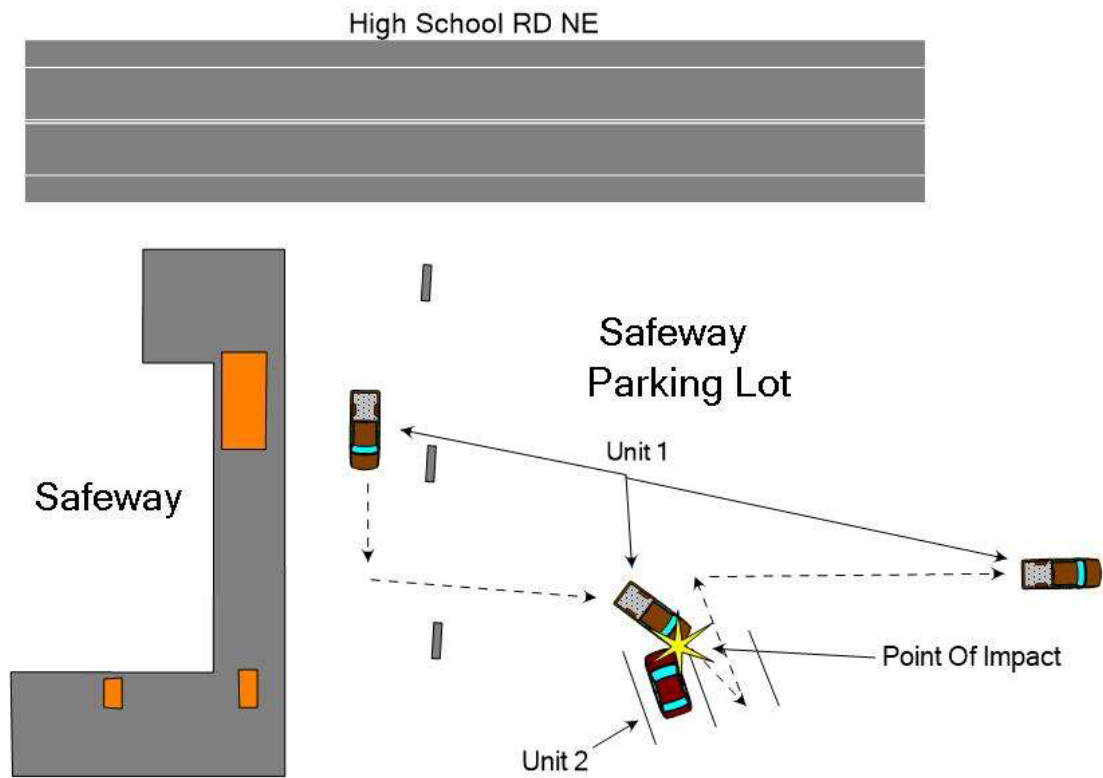 High School RD NE
Safeway
Parking Lot
Unit 1
Safeway
Point Of Impact
Unit 2